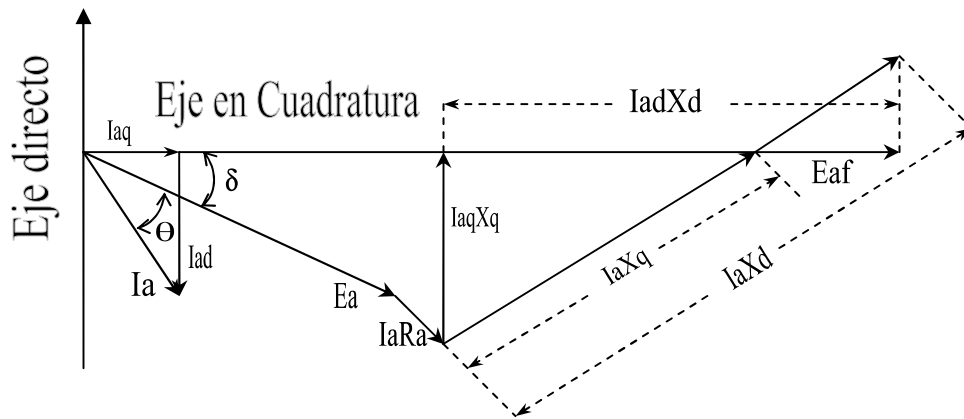 Eje directo
Eje en Cuadratura
IadXd
Iaq
Eaf
δ
IaqXq
Θ
Iad
Ia
IaXq
IaXd
Ea
IaRa